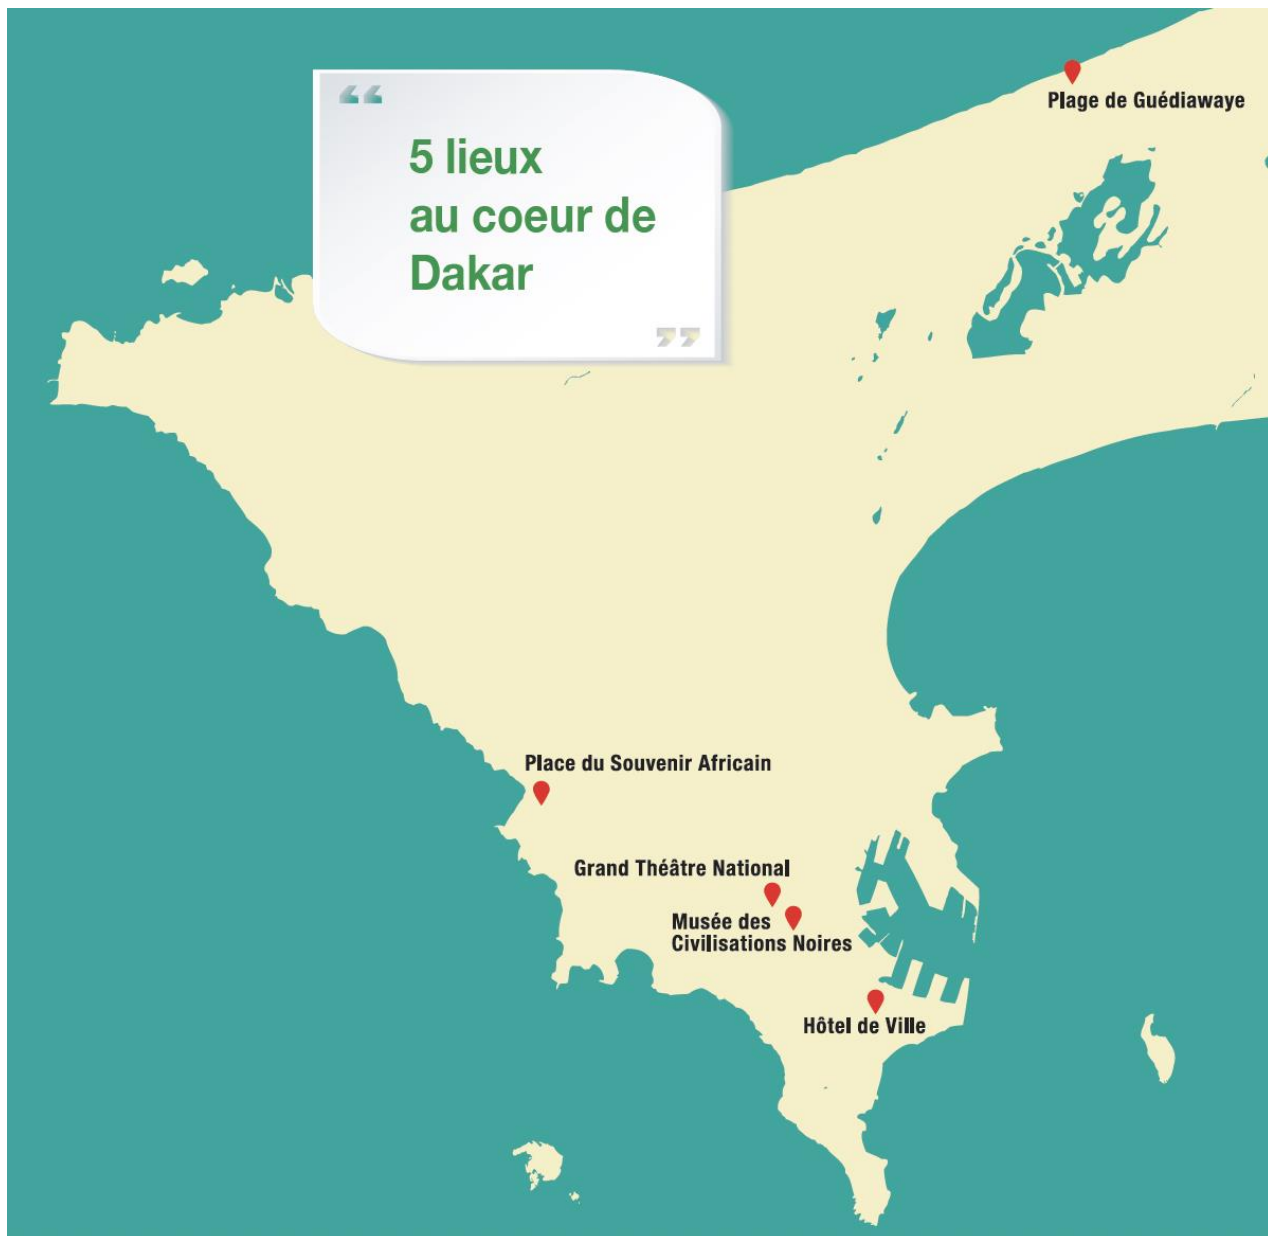 Plage de Guédiawaye
“
5 lieux
au coeur de
Dakar
”
Place du Souvenir Africain
Grand Théâtre National
Musée des
Civilisations Noires
Hôtel de Ville